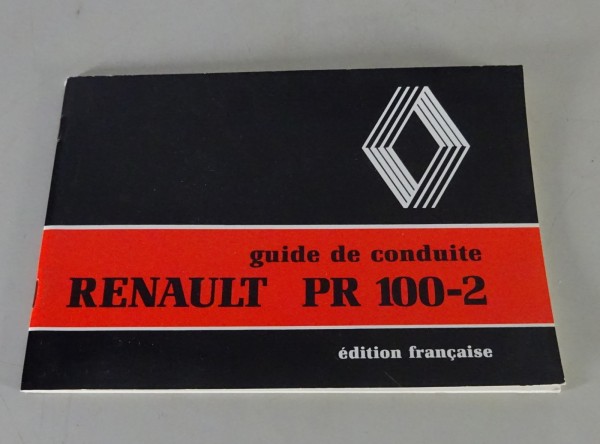 guide de conduite
RENAULT PR 100-2
édition française